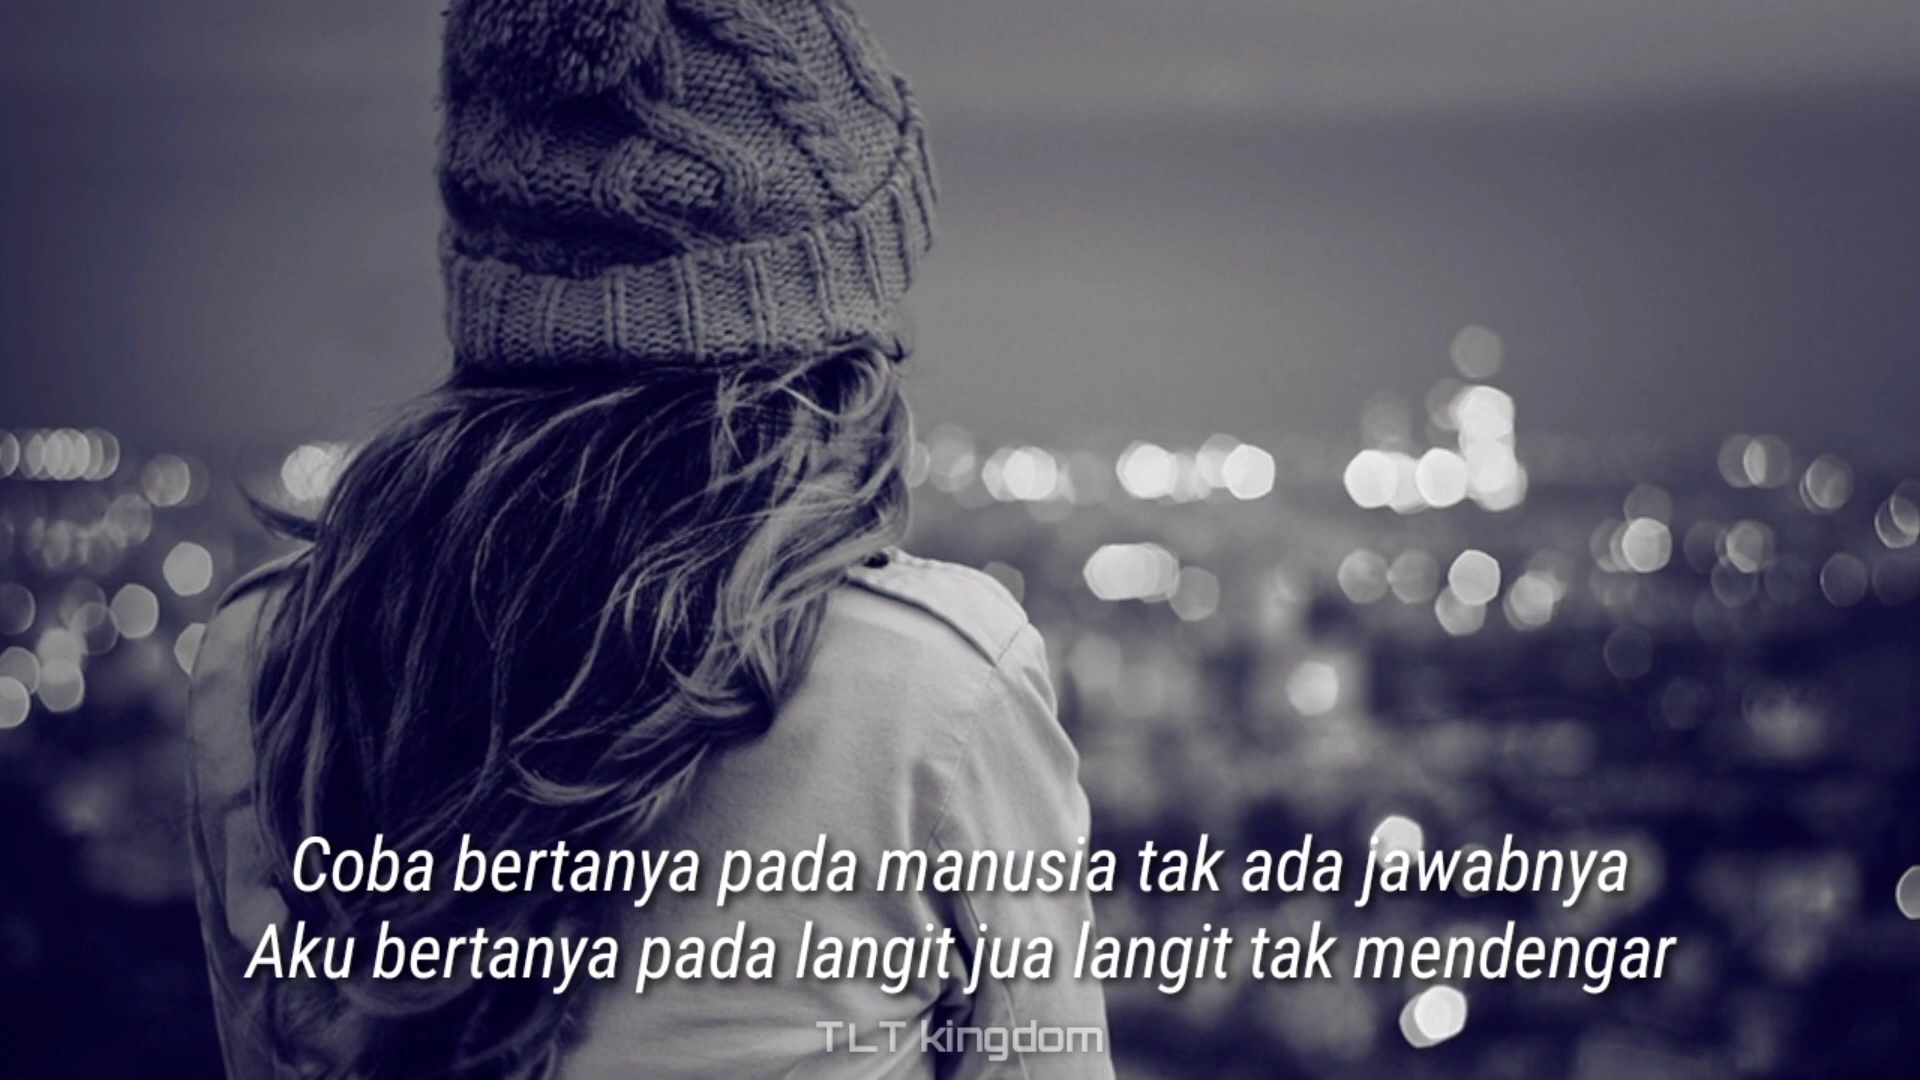 Coba bertanya pada manusia tak ada jawabnya
Aku bertanya pada langit jua langit tak mendengar
TLT kingdom